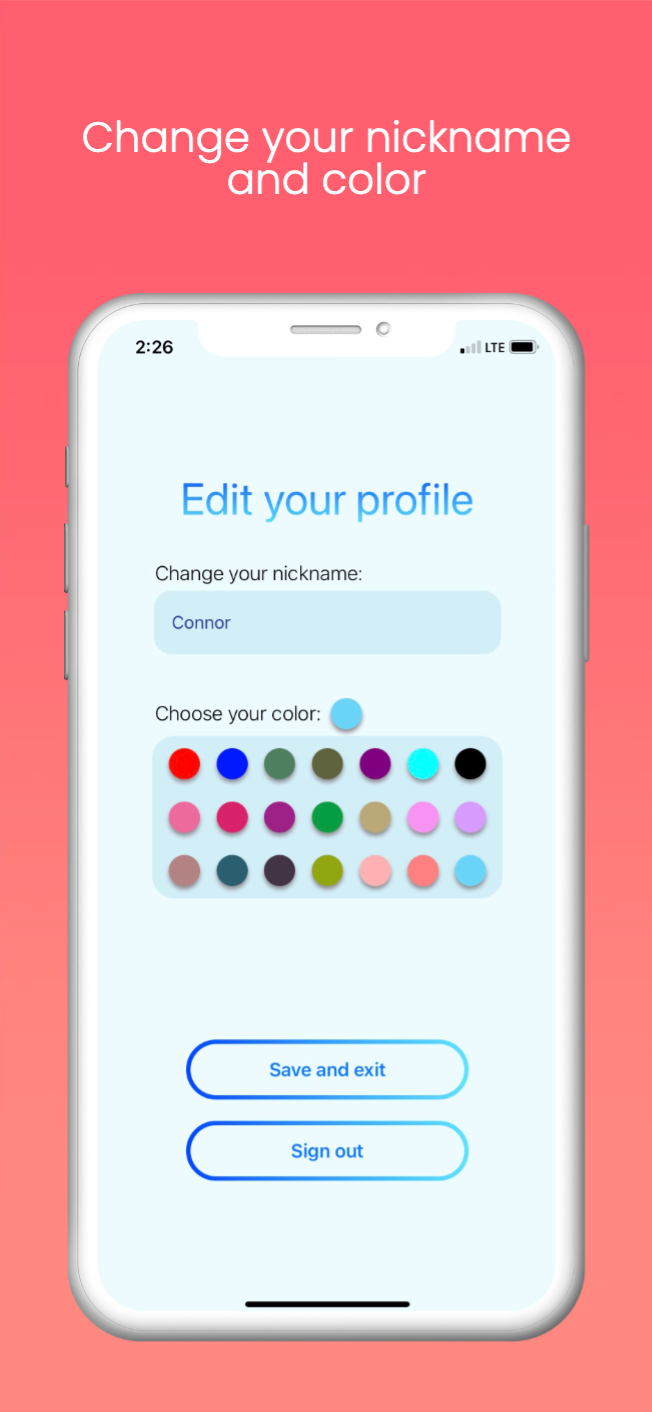 Change your nickname
and color
2:26
LTE
Edit your profile
Change your nickname:
Connor
Choose your color:
Save and exit
Sign out